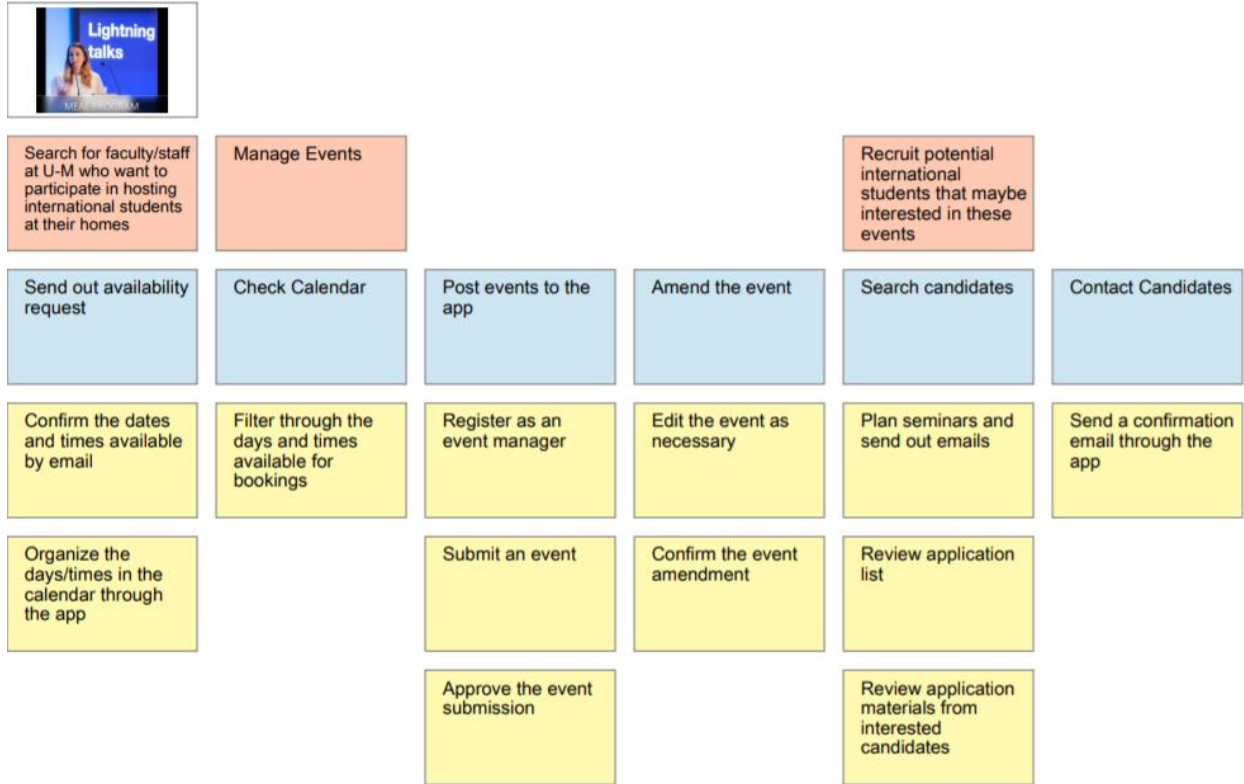 Lightning
talks
MEAL PROGRAM
Search for faculty/staff
at U-M who want to
participate in hosting
international students
at their homes
Manage Events
Recruit potential
international
students that maybe
interested in these
events
Send out availability
request
Check Calendar
Post events to the
app
Amend the event
Search candidates
Contact Candidates
Confirm the dates
and times available
by email
Filter through the
days and times
available for
bookings
Register as an
event manager
Edit the event as
necessary
Plan seminars and
send out emails
Send a confirmation
email through the
app
Organize the
days/times in the
calendar through
the app
Submit an event
Confirm the event
amendment
Review application
list
Approve the event
submission
Review application
materials from
interested
candidates